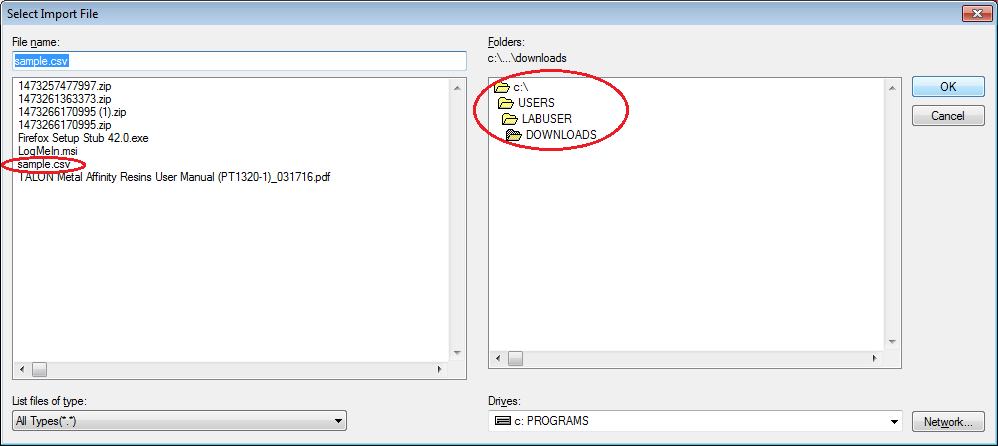 Select Import File
File name:
sample.csv
1473257477997.zip
1473261363373.zip
1473266170995 (1).zip
1473266170995.zip
Firefox Setup Stub 42.0.exe
LogMeIn.msi
sample.csv
TALON Metal Affinity Resins User Manual (PT1320-1)_031716.pdf
List files of type:
All Types(*.*)
Folders:
c:\...\downloads
c:\
USERS
LABUSER
DOWNLOADS
Drives:
c: PROGRAMS
OK
Cancel
Network...